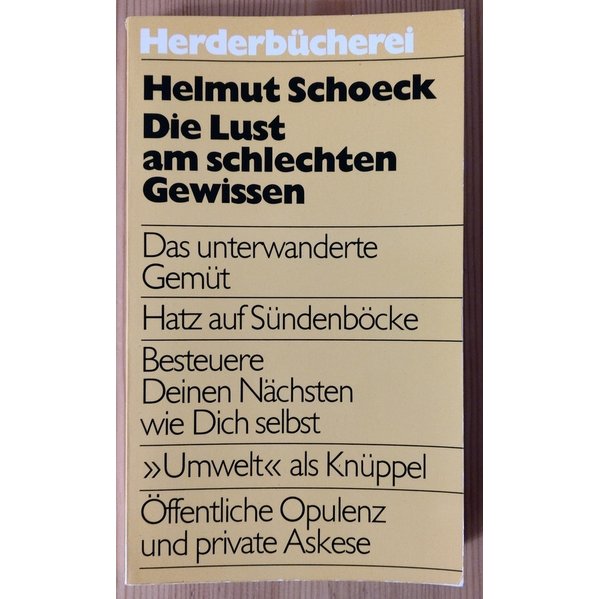 Herderbücherei
Helmut Schoeck
Die Lust
am schlechten
Gewissen
Das unterwanderte
Gemüt
Hatz auf Sündenböcke
Besteuere
Deinen Nächsten
wie Dich selbst
»Umwelt« als Knüppel
Öffentliche Opulenz
und private Askese